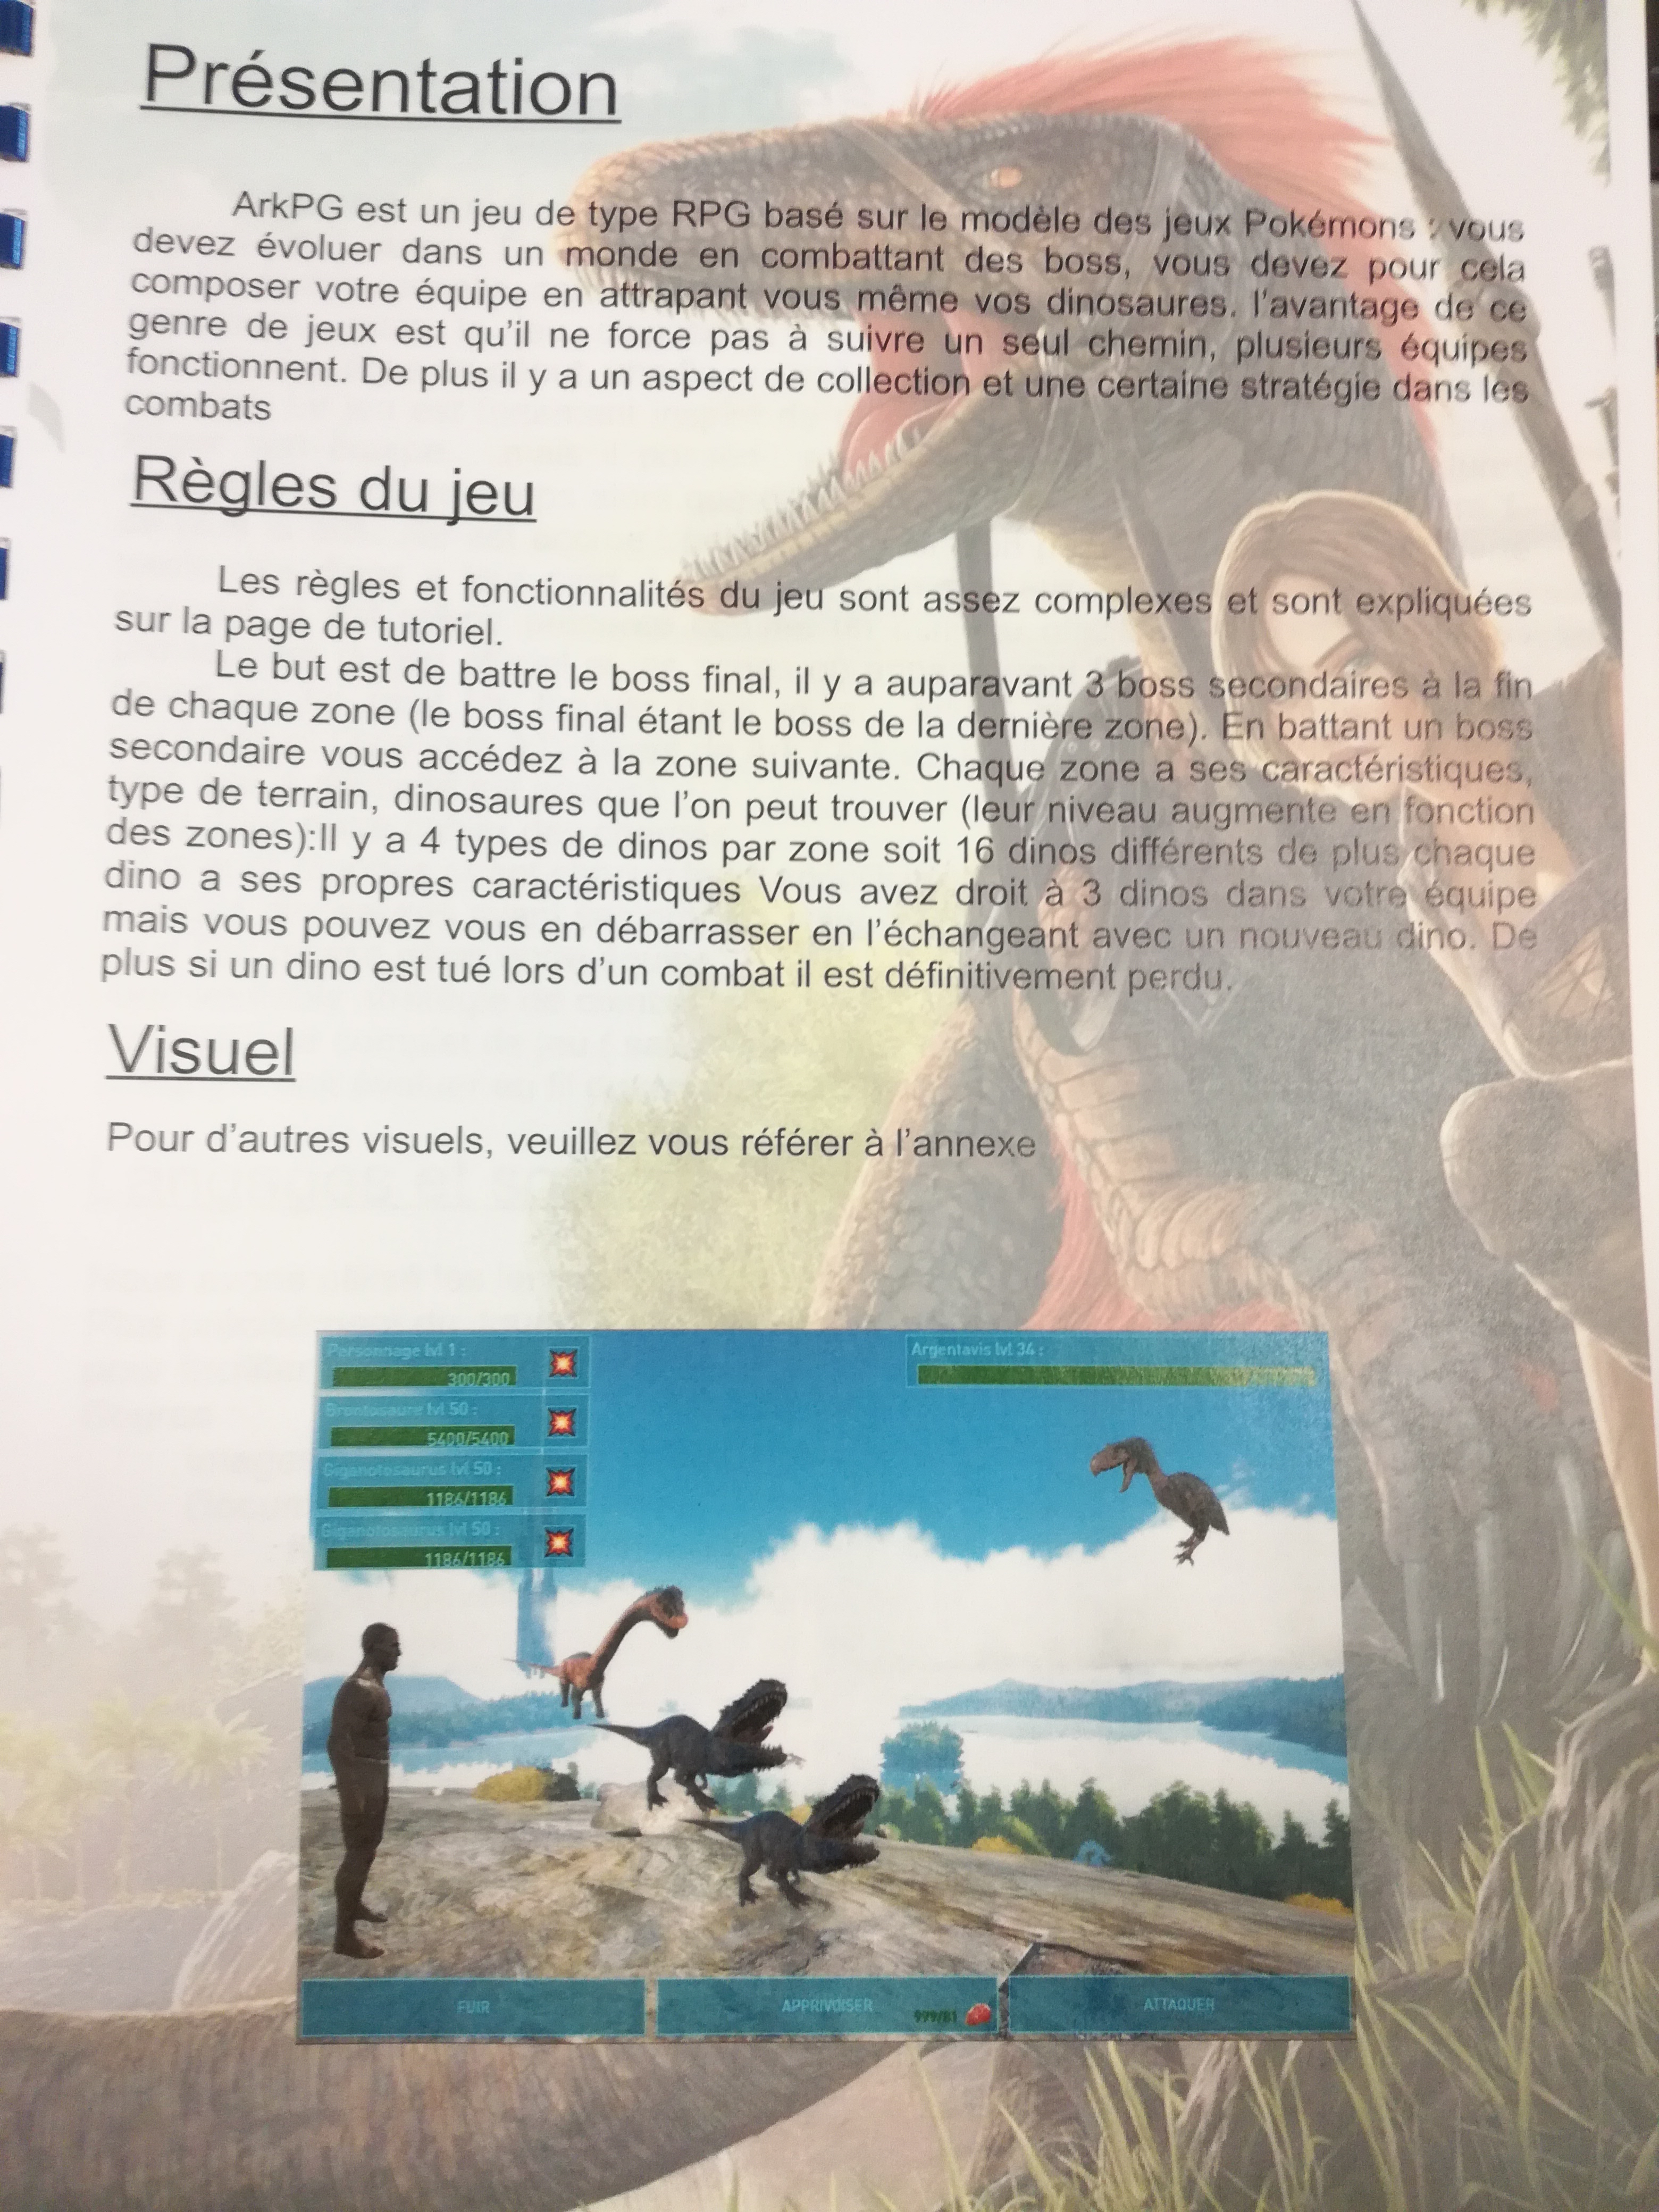 Présentation
ArkPG est un jeu de type RPG basé sur le modèle des jeux Pokémons : vous
devez évoluer dans un monde en combattant des boss, vous devez pour cela
composer votre équipe en attrapant vous même vos dinosaures. l'avantage de ce
genre de jeux est qu'il ne force pas à suivre un seul chemin, plusieurs équipes
fonctionnent. De plus il y a un aspect de collection et une certaine stratégie dans les
combats
Règles du jeu
Les règles et fonctionnalités du jeu sont assez complexes et sont expliquées
sur la page de tutoriel.
Le but est de battre le boss final, il y a auparavant 3 boss secondaires à la fin
de chaque zone (le boss final étant le boss de la dernière zone). En battant un boss
secondaire vous accédez à la zone suivante. Chaque zone a ses caractéristiques,
type de terrain, dinosaures que l'on peut trouver (leur niveau augmente en fonction
des zones):Il y a 4 types de dinos par zone soit 16 dinos différents de plus chaque
dino a ses propres caractéristiques Vous avez droit à 3 dinos dans votre équipe
mais vous pouvez vous en débarrasser en l'échangeant avec un nouveau dino. De
plus si un dino est tué lors d'un combat il est définitivement perdu.
Visuel
Pour d'autres visuels, veuillez vous référer à l'annexe
Personnage lvl 1 :
300/300
Brontosaure lvl 50 :
5400/5400
Giganotosaurus lvl 50 :
1186/1186
Giganotosaurus lvl 50 :
1186/1186
Argentavis lvl 34 :
FUIR
APPRIVOISER
999/81
ATTAQUER